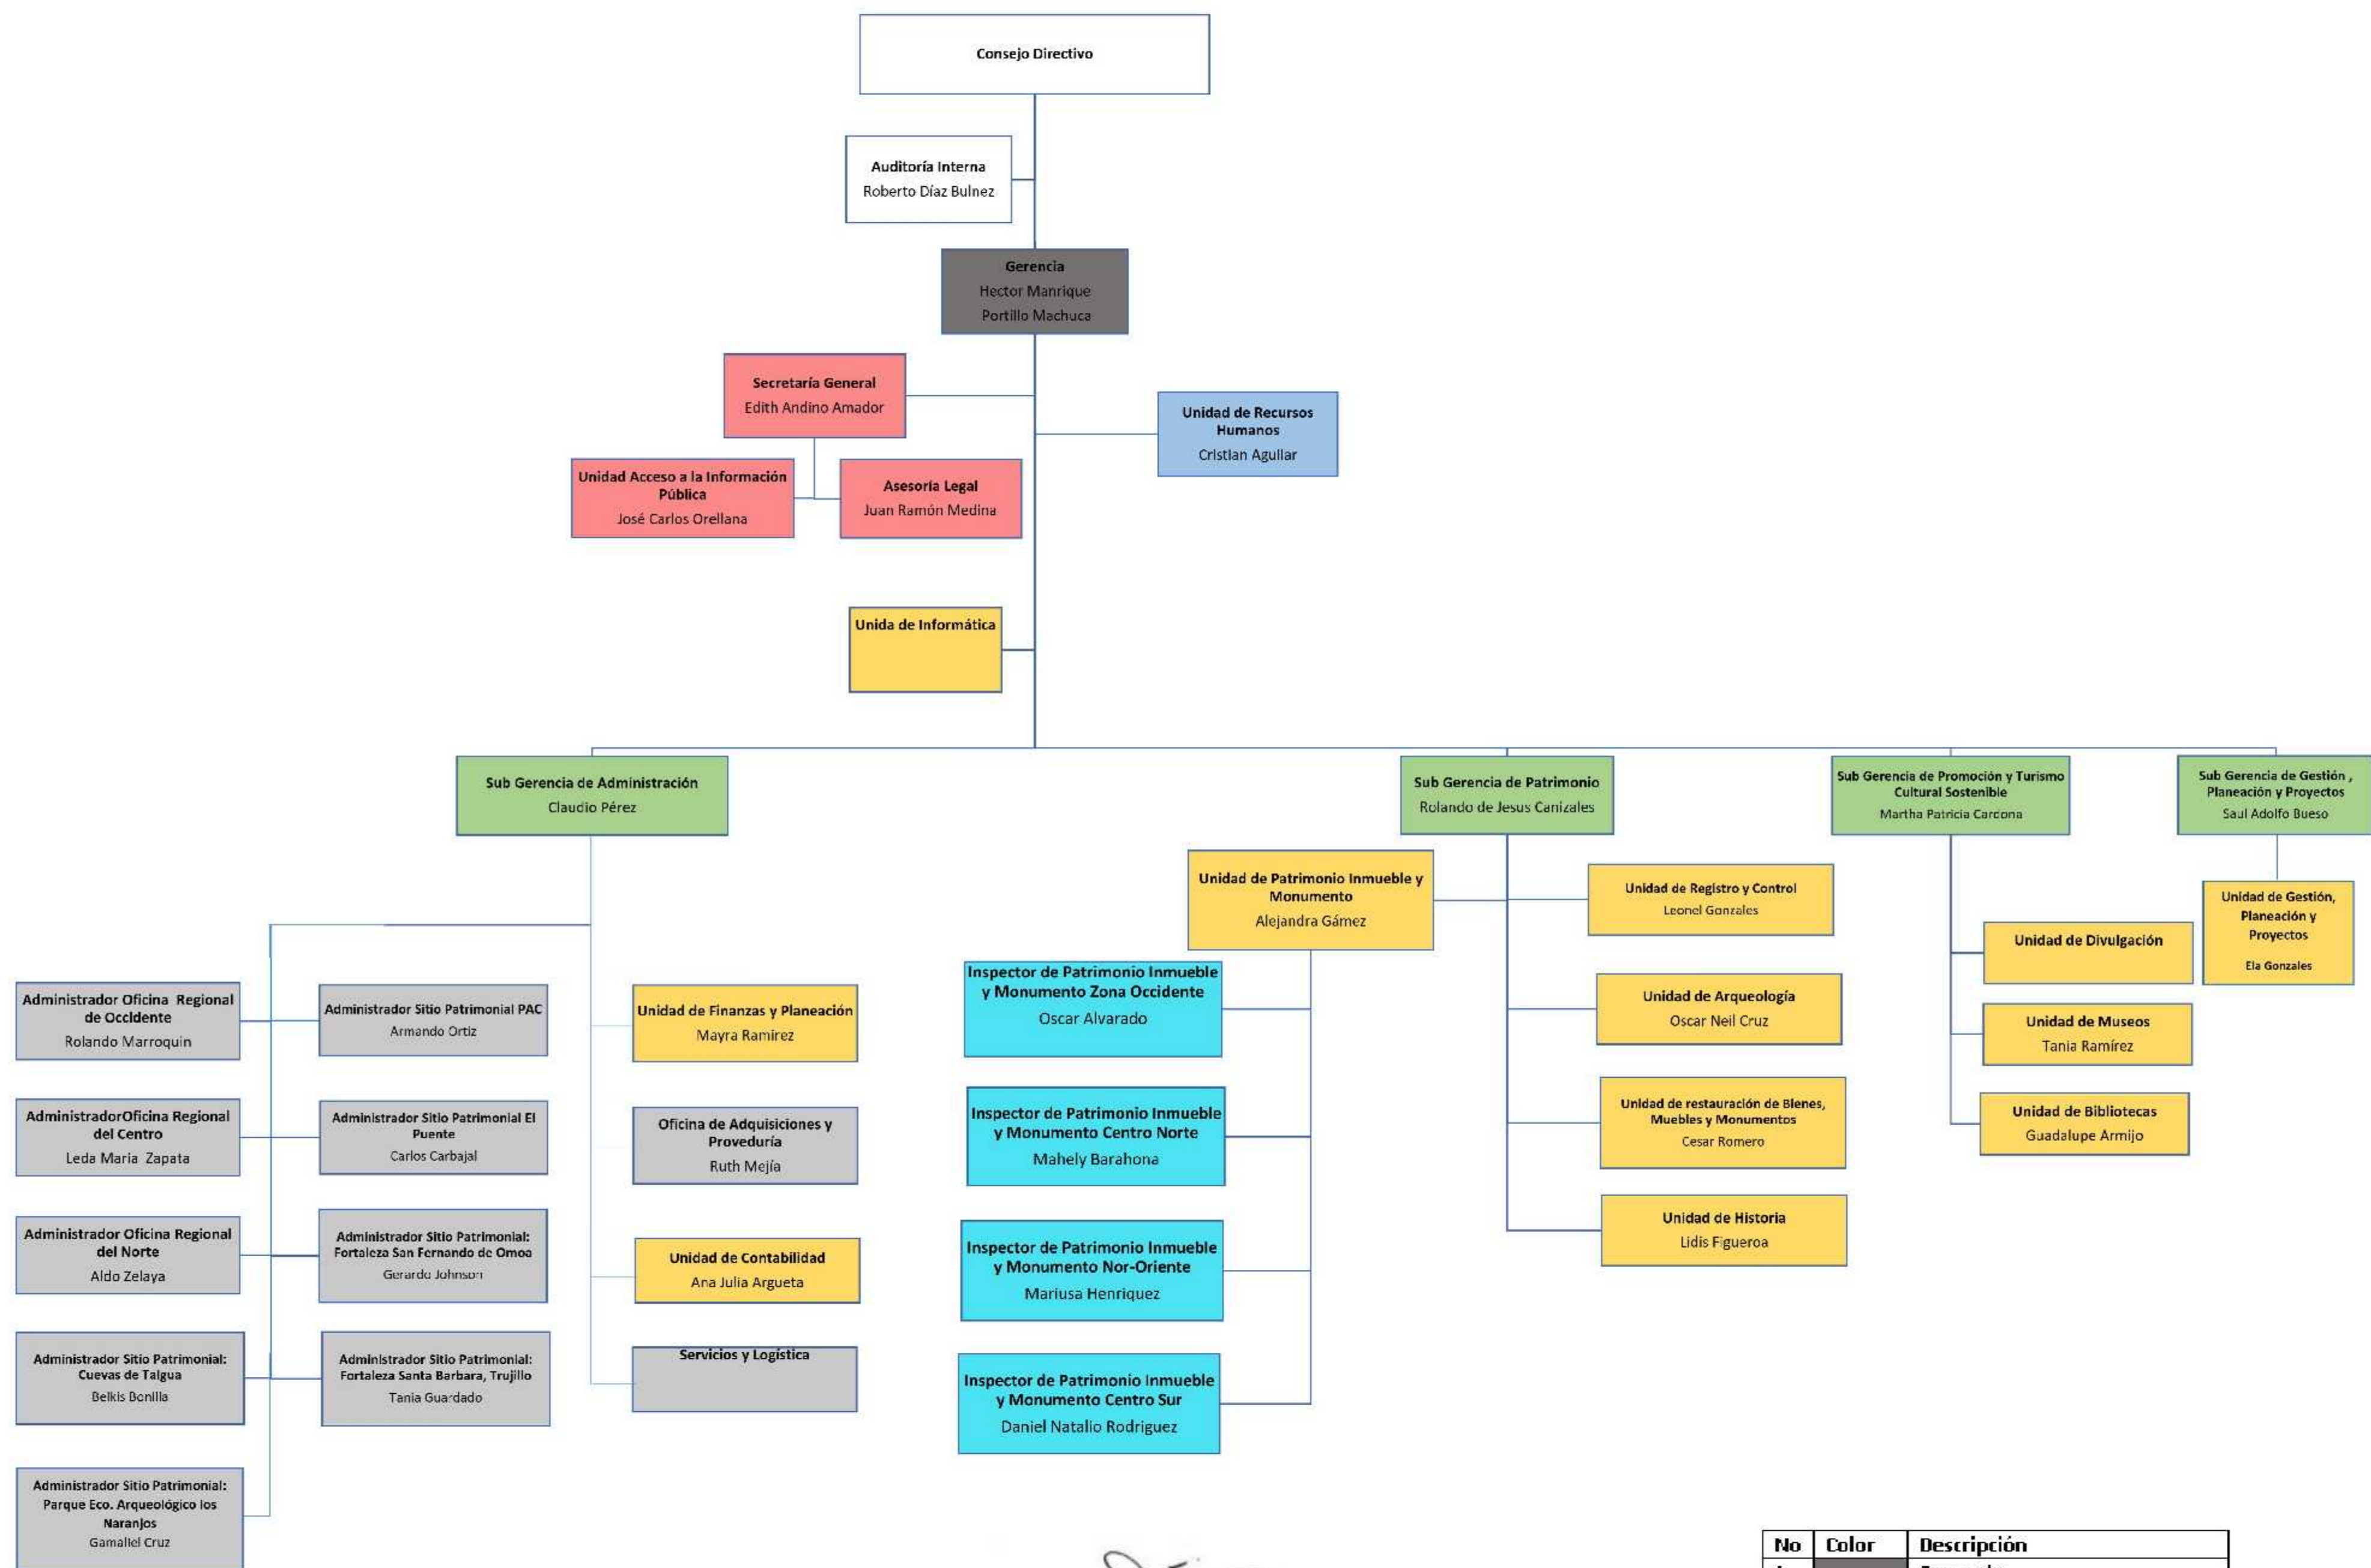 Consejo Directivo
Auditoría Interna
Roberto Díaz Bulnez
Gerencia
Hector Manrique
Portillo Machuca
Secretaría General
Edith Andino Amador
Unidad de Recursos
Humanos
Cristian Aguilar
Unidad Acceso a la Información
Pública
José Carlos Orellana
Asesoría Legal
Juan Ramón Medina
Unida de Informática
Sub Gerencia de Administración
Claudio Pérez
Sub Gerencia de Patrimonio
Rolando de Jesus Canizales
Sub Gerencia de Promoción y Turismo
Cultural Sostenible
Martha Patricia Cardona
Sub Gerencia de Gestión ,
Planeación y Proyectos
Saul Adolfo Bueso
Administrador Oficina Regional
de Occidente
Rolando Marroquin
AdministradorOficina Regional
del Centro
Leda Maria Zapata
Administrador Oficina Regional
del Norte
Aldo Zelaya
Administrador Sitio Patrimonial:
Cuevas de Talgua
Belkis Bonilla
Administrador Sitio Patrimonial:
Parque Eco. Arqueológico los
Naranjos
Gamaliel Cruz
Administrador Sitio Patrimonial PAC
Armando Ortiz
Administrador Sitio Patrimonial El
Puente
Carlos Carbajal
Administrador Sitio Patrimonial:
Fortaleza San Fernando de Omoa
Gerardo Johnson
Administrador Sitio Patrimonial:
Fortaleza Santa Barbara, Trujillo
Tania Guardado
Unidad de Finanzas y Planeación
Mayra Ramirez
Oficina de Adquisiciones y
Proveduría
Ruth Mejía
Unidad de Contabilidad
Ana Julia Argueta
Servicios y Logística
Unidad de Patrimonio Inmueble y
Monumento
Alejandra Gámez
Inspector de Patrimonio Inmueble
y Monumento Zona Occidente
Oscar Alvarado
Inspector de Patrimonio Inmueble
y Monumento Centro Norte
Mahely Barahona
Inspector de Patrimonio Inmueble
y Monumento Nor-Oriente
Mariusa Henriquez
Inspector de Patrimonio Inmueble
y Monumento Centro Sur
Daniel Natalio Rodriguez
Unidad de Registro y Control
Leonel Gonzales
Unidad de Arqueología
Oscar Neil Cruz
Unidad de restauración de Bienes,
Muebles y Monumentos
Cesar Romero
Unidad de Historia
Lidis Figueroa
Unidad de Divulgación
Unidad de Museos
Tania Ramírez
Unidad de Bibliotecas
Guadalupe Armijo
Unidad de Gestión,
Planeación y
Proyectos
Ela Gonzales
No Color Descripción